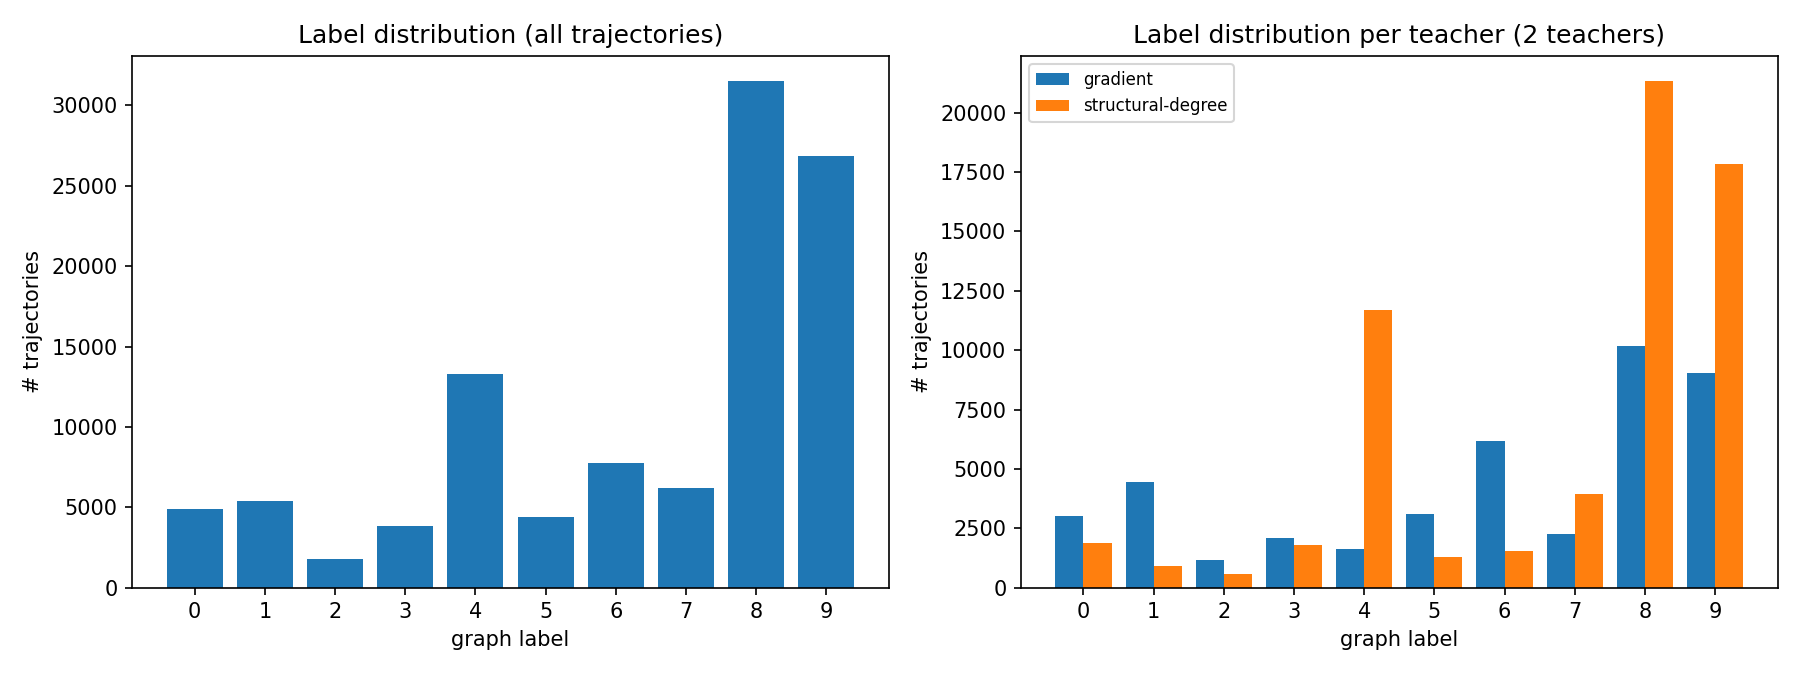 Label distribution (all trajectories)
# trajectories
30000
25000
20000
15000
10000
5000
0
0 1 2 3 4 5 6 7 8 9
graph label
Label distribution per teacher (2 teachers)
gradient
structural-degree
# trajectories
20000
17500
15000
12500
10000
7500
5000
2500
0
0 1 2 3 4 5 6 7 8 9
graph label